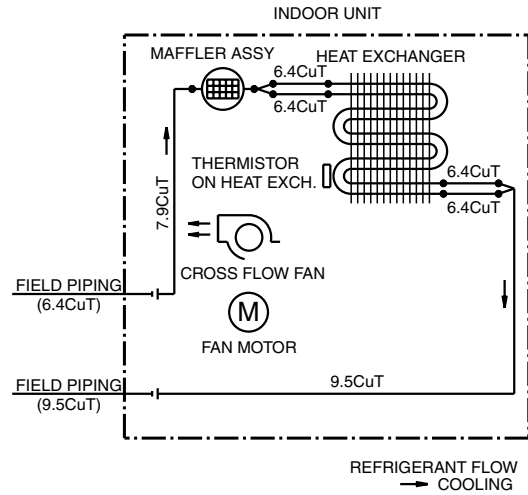 INDOOR UNIT
MAFFLER ASSY
HEAT EXCHANGER
6.4CuT
6.4CuT
THERMISTOR
ON HEAT EXCH.
6.4CuT
6.4CuT
7.9CuT
CROSS FLOW FAN
FIELD PIPING
(6.4CuT)
M
FAN MOTOR
FIELD PIPING
(9.5CuT)
9.5CuT
REFRIGERANT FLOW
COOLING